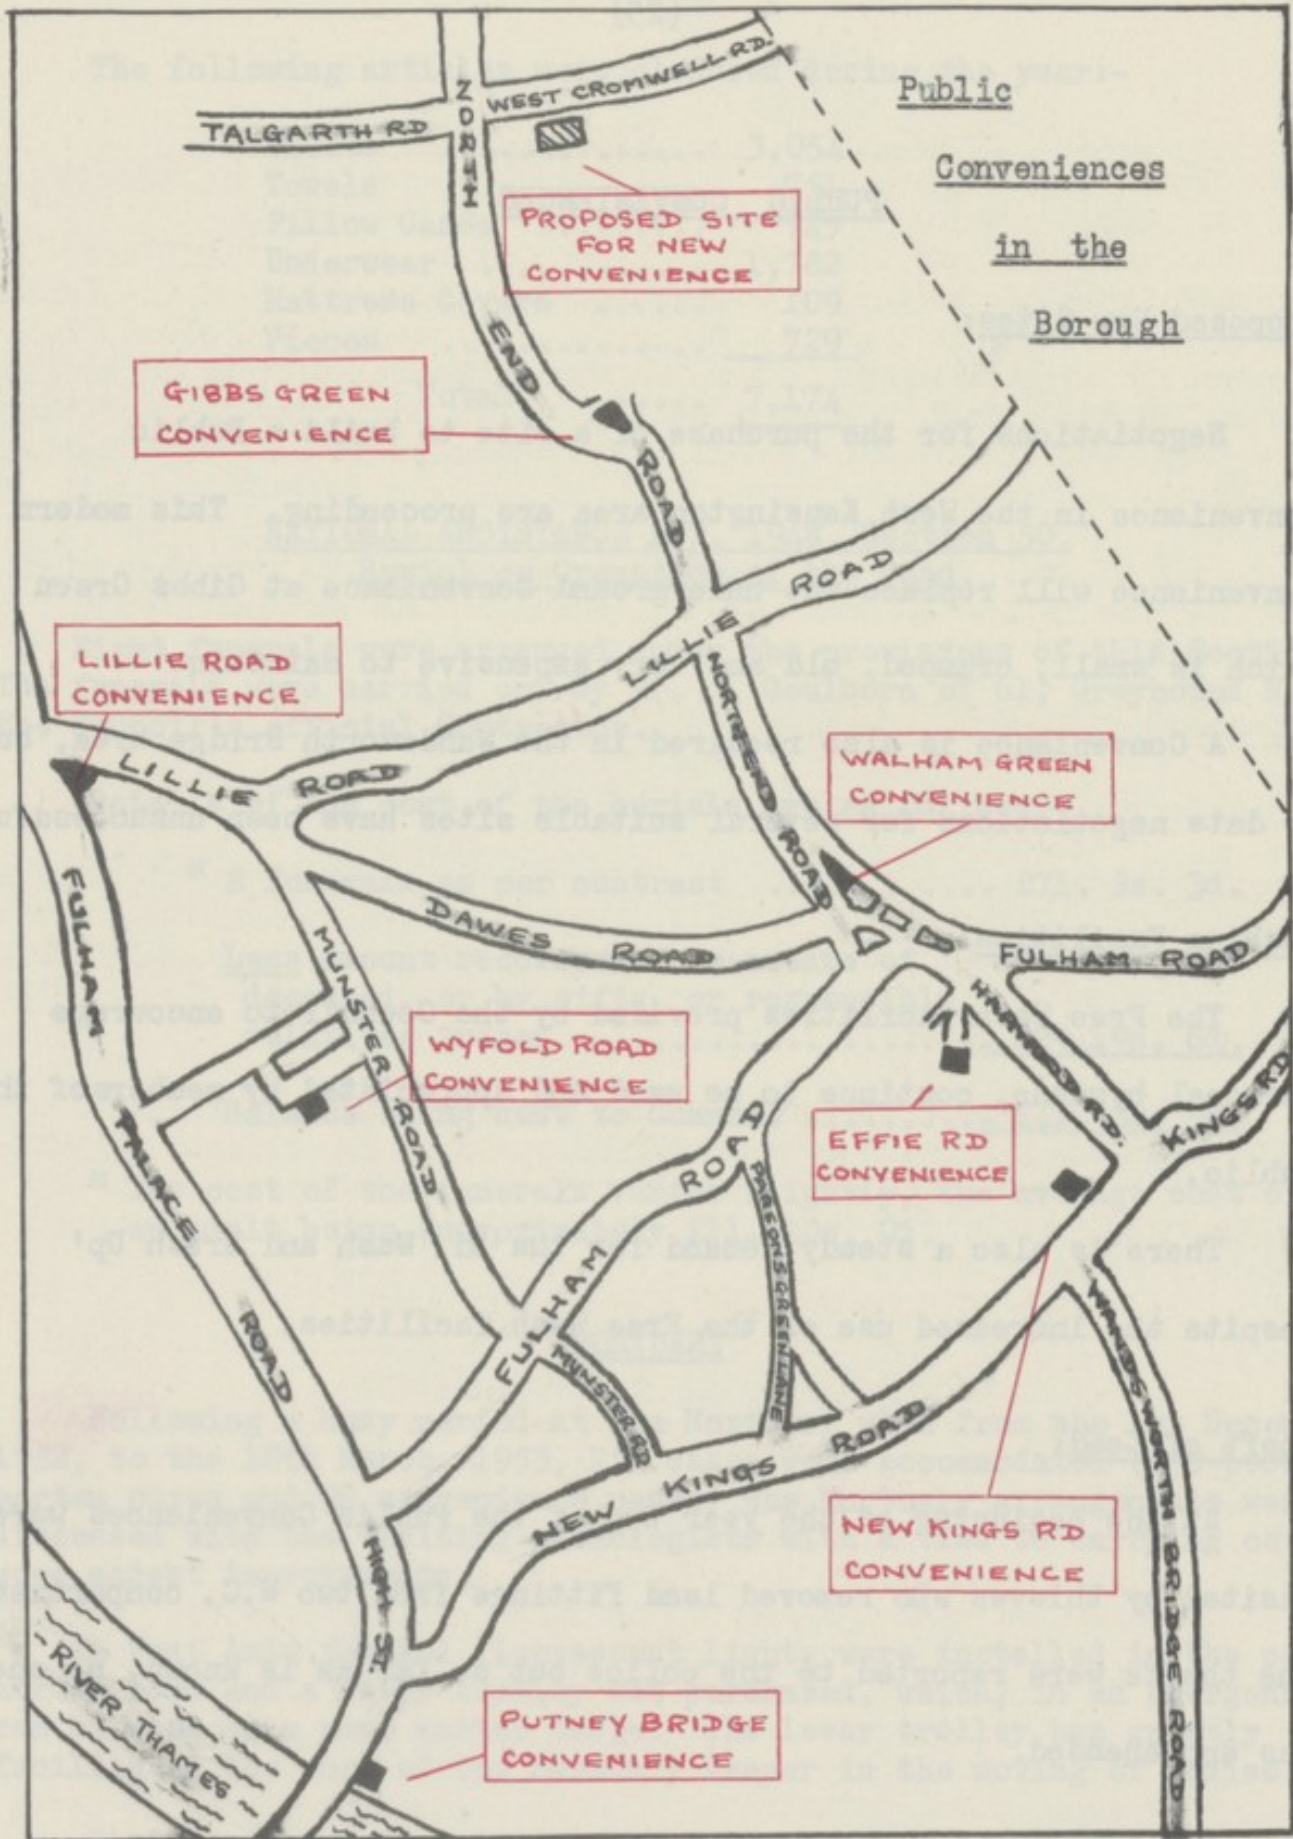 Public
Conveniences
in the
Borough
WEST CROMWELL RD.
TALGARTH RD
NORTH
END
ROAD
PROPOSED SITE
FOR NEW
CONVENIENCE
GIBBS GREEN
CONVENIENCE
LILLIE
ROAD
LILLIE ROAD
CONVENIENCE
LILLIE
ROAD
NORTH END ROAD
WALHAM GREEN
CONVENIENCE
DAWES ROAD
FULHAM ROAD
FULHAM
PALACE
ROAD
MUNSTER
ROAD
WYFOLD ROAD
CONVENIENCE
HARWOOD RD.
KINGS RD
EFFIE RD
CONVENIENCE
FULHAM
ROAD
PARSONS GREEN LANE
MUNSTER RD
NEW KINGS ROAD
WANDSWORTH BRIDGE ROAD
NEW KINGS RD
CONVENIENCE
HIGH ST.
RIVER THAMES
PUTNEY BRIDGE
CONVENIENCE